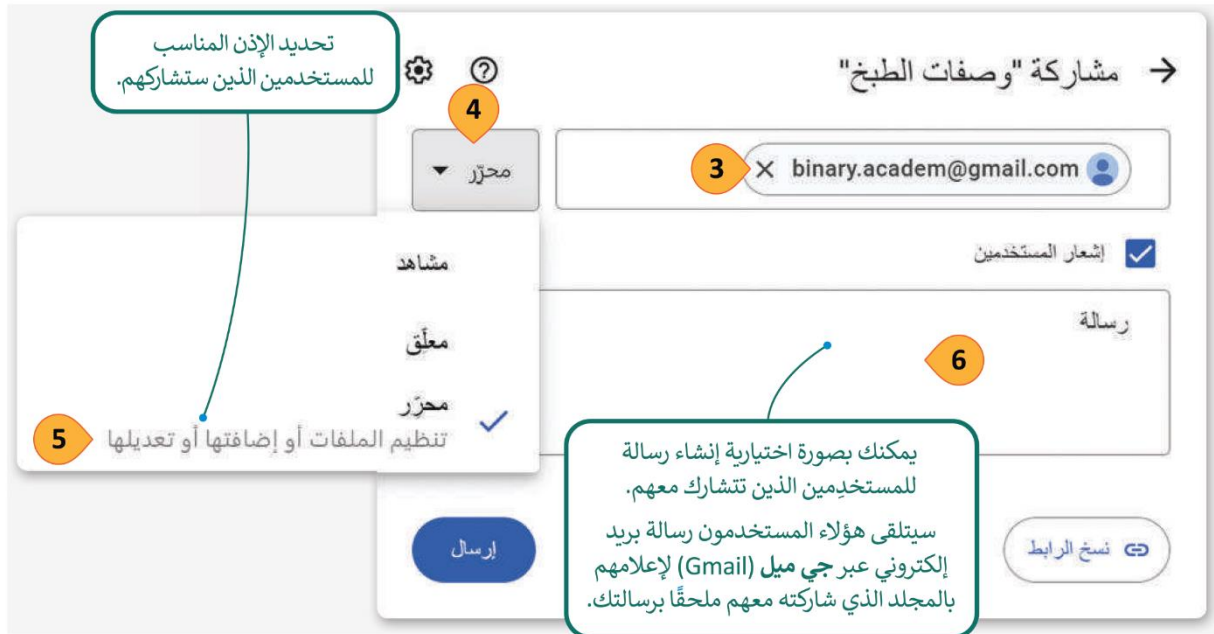 تحديد الإذن المناسب
للمستخدمين الذين ستشاركهم.
مشاركة "وصفات الطبخ"
4
محرّر
3
binary.academ@gmail.com
إشعار المستخدمين
مشاهد
معلّق
محرّر
تنظيم الملفات أو إضافتها أو تعديلها
5
رسالة
6
يمكنك بصورة اختيارية إنشاء رسالة
للمستخدِمين الذين تتشارك معهم.
سيتلقى هؤلاء المستخدمون رسالة بريد
إلكتروني عبر جي ميل (Gmail) لإعلامهم
بالمجلد الذي شاركته معهم ملحقًا برسالتك.
نسخ الرابط
إرسال